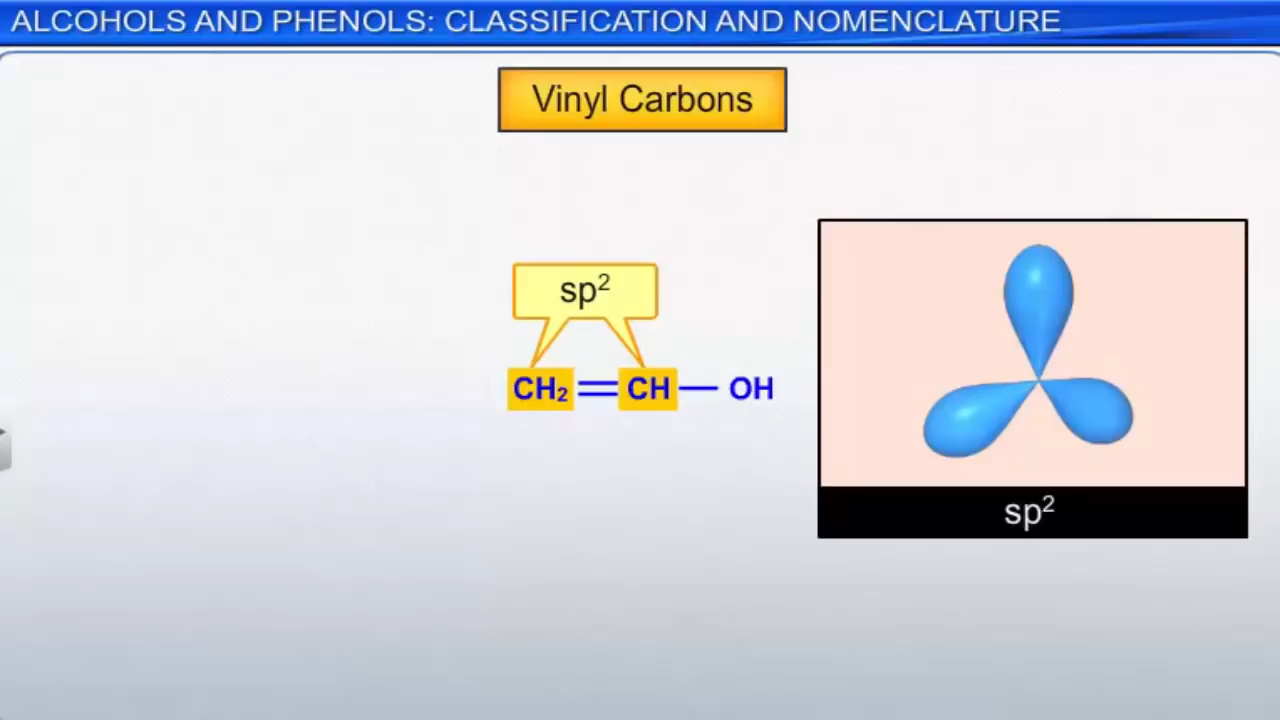 ALCOHOLS AND PHENOLS: CLASSIFICATION AND NOMENCLATURE
Vinyl Carbons
sp²
CH₂=CH—OH
sp²